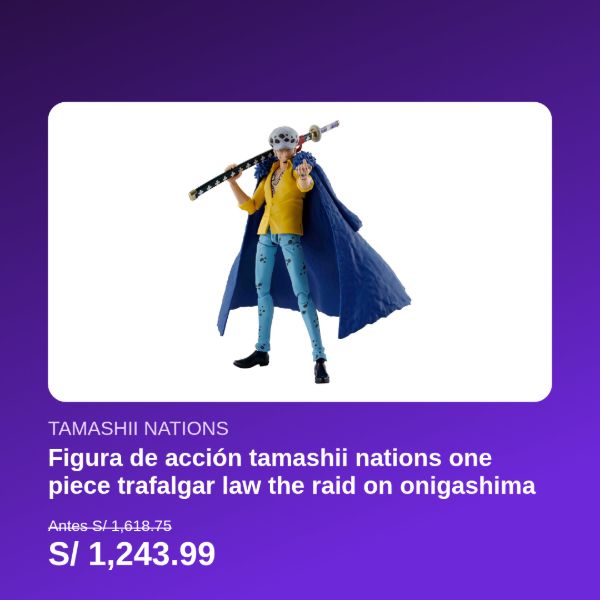 TAMASHII NATIONS
Figura de acción tamashii nations one
piece trafalgar law the raid on onigashima
Antes S/ 1,618.75
S/ 1,243.99